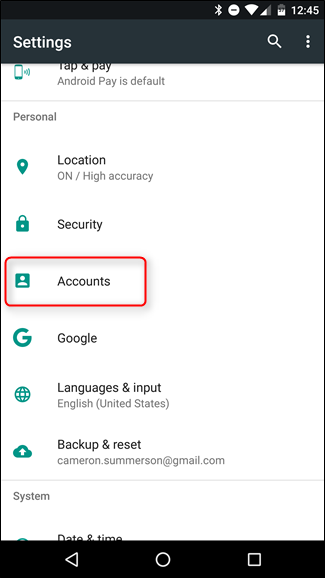 12:45
Settings
Tap & pay
Android Pay is default
Personal
Location
ON / High accuracy
Security
Accounts
Google
Languages & input
English (United States)
Backup & reset
cameron.summerson@gmail.com
System
Date & time